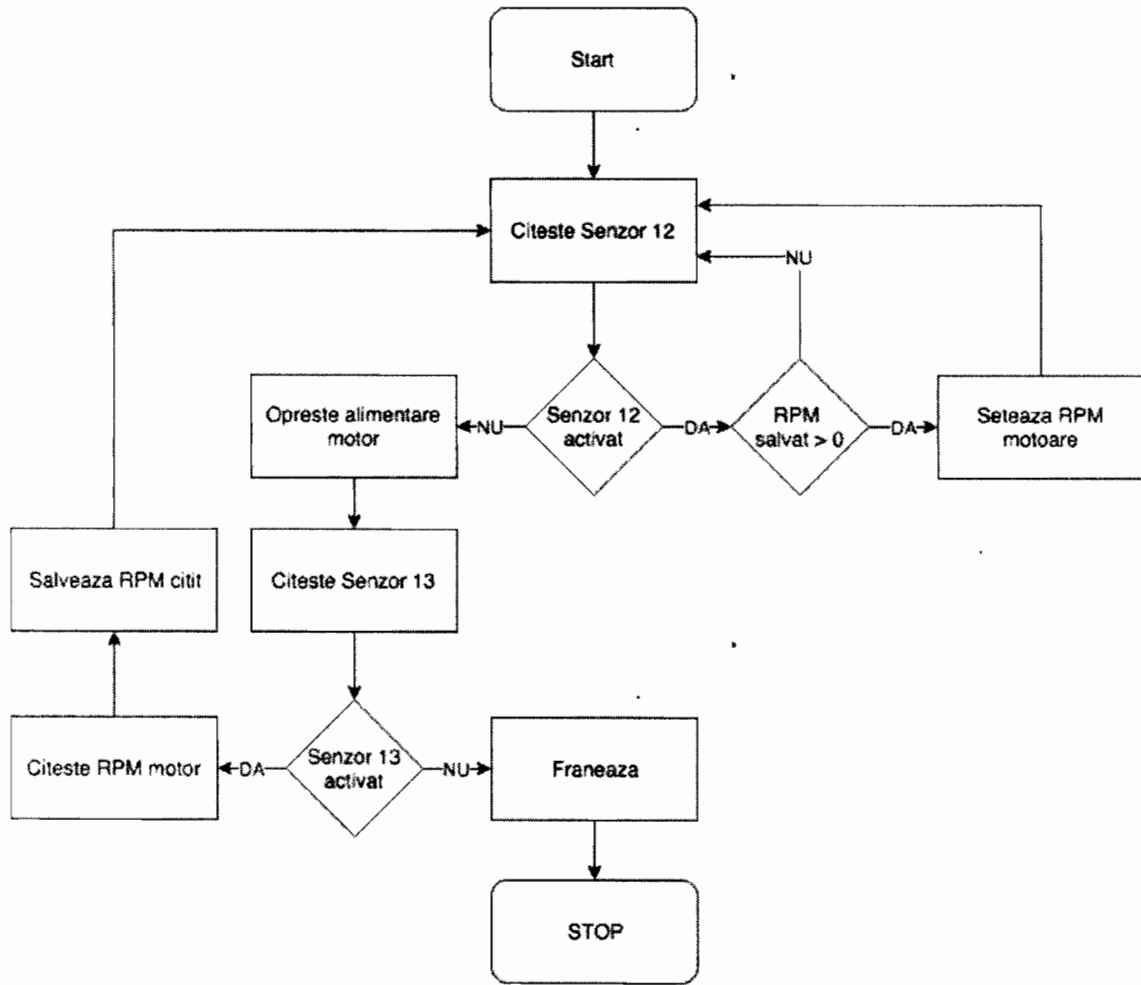 Start
Citeste Senzor 12
NU
Opreste alimentare
motor
NU
Senzor 12
activat
DA
RPM
salvat > 0
DA
Seteaza RPM
motoare
Salveaza RPM citit
Citeste Senzor 13
Citeste RPM motor
DA
Senzor 13
activat
NU
Franeaza
STOP